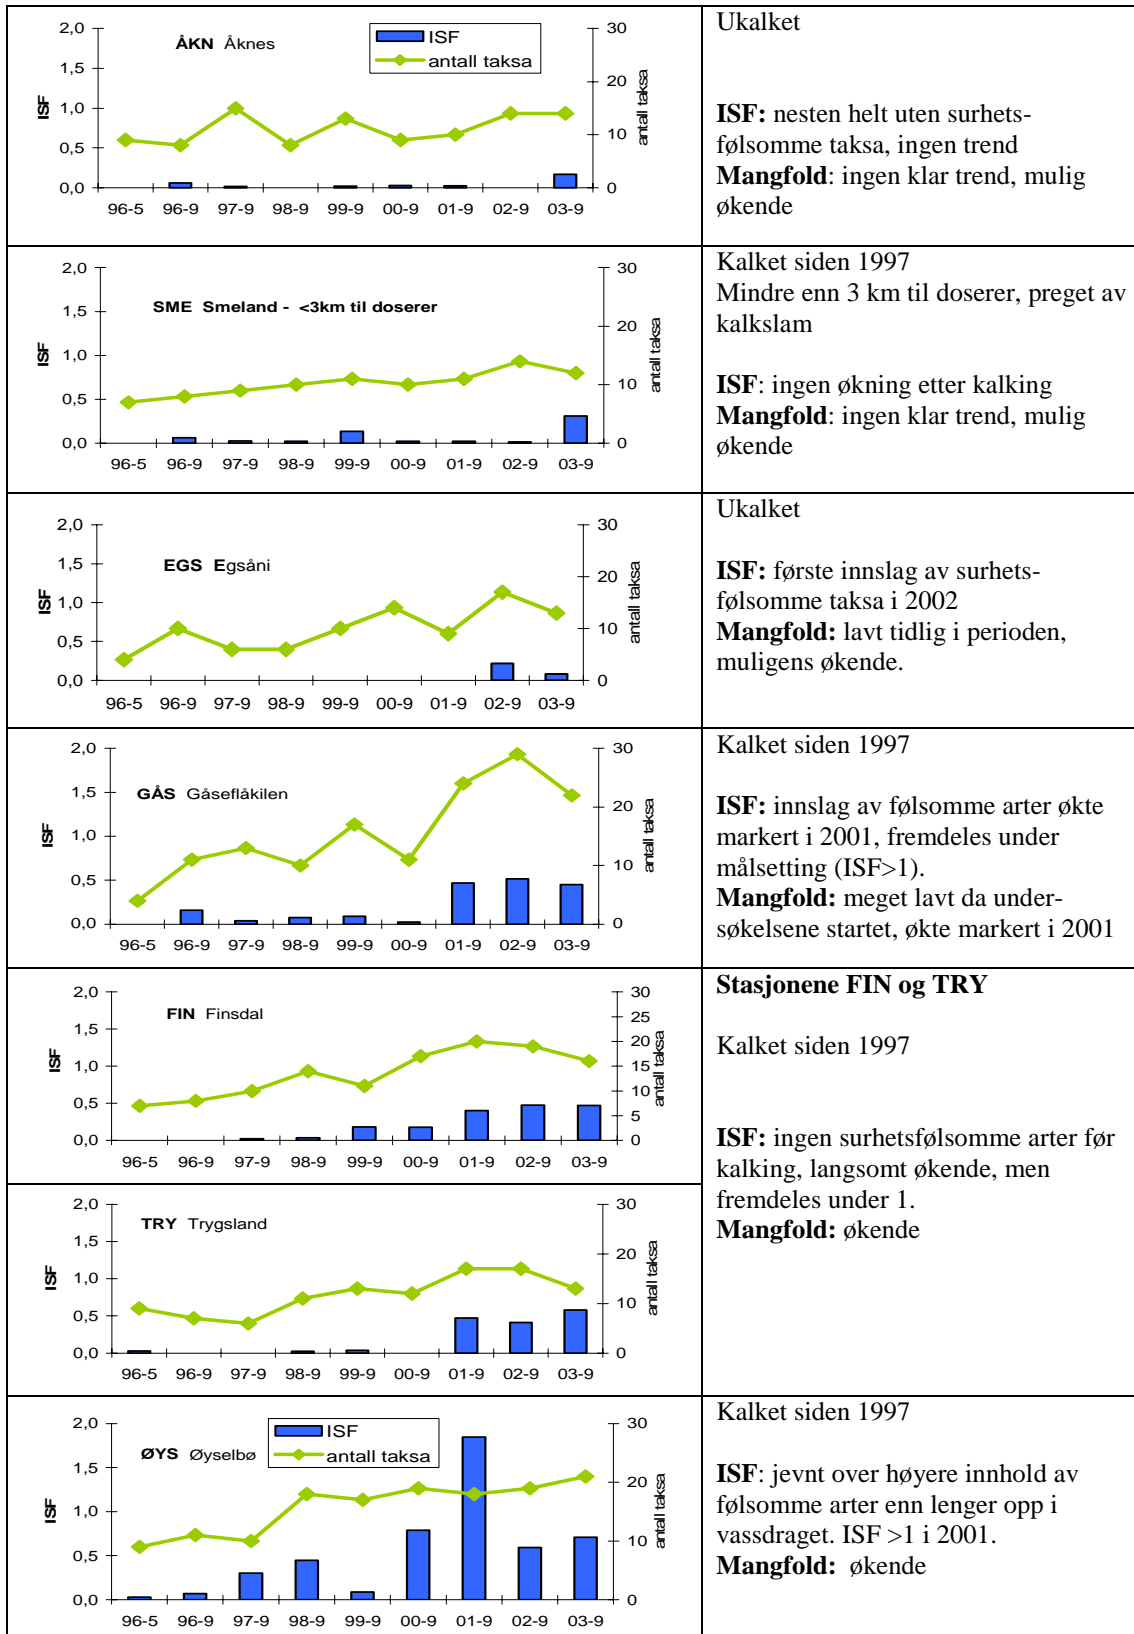 2,0
1,5
1,0
0,5
0,0
ISF
ÅKN Åknes
ISF
antall taksa
30
20
10
0
antall taksa
96-5 96-9 97-9 98-9 99-9 00-9 01-9 02-9 03-9
Ukalket
ISF: nesten helt uten surhets-
følsomme taksa, ingen trend
Mangfold: ingen klar trend, mulig
økende
2,0
1,5
1,0
0,5
0,0
ISF
SME Smeland - <3km til doserer
30
20
10
0
antall taksa
96-5 96-9 97-9 98-9 99-9 00-9 01-9 02-9 03-9
Kalket siden 1997
Mindre enn 3 km til doserer, preget av
kalkslam
ISF: ingen økning etter kalking
Mangfold: ingen klar trend, mulig
økende
2,0
1,5
1,0
0,5
0,0
ISF
EGS Egsåni
30
20
10
0
antall taksa
96-5 96-9 97-9 98-9 99-9 00-9 01-9 02-9 03-9
Ukalket
ISF: første innslag av surhets-
følsomme taksa i 2002
Mangfold: lavt tidlig i perioden,
muligens økende.
2,0
1,5
1,0
0,5
0,0
ISF
GÅS Gåseflåkilen
30
20
10
0
antall taksa
96-5 96-9 97-9 98-9 99-9 00-9 01-9 02-9 03-9
Kalket siden 1997
ISF: innslag av følsomme arter økte
markert i 2001, fremdeles under
målsetting (ISF>1).
Mangfold: meget lavt da under-
søkelsene startet, økte markert i 2001
2,0
1,5
1,0
0,5
0,0
ISF
FIN Finsdal
30
25
20
15
10
5
0
antall taksa
96-5 96-9 97-9 98-9 99-9 00-9 01-9 02-9 03-9
Stasjonene FIN og TRY
Kalket siden 1997
ISF: ingen surhetsfølsomme arter før
kalking, langsomt økende, men
fremdeles under 1.
Mangfold: økende
2,0
1,5
1,0
0,5
0,0
ISF
TRY Trygsland
30
20
10
0
antall taksa
96-5 96-9 97-9 98-9 99-9 00-9 01-9 02-9 03-9
2,0
1,5
1,0
0,5
0,0
ISF
ØYS Øyselbø
ISF
antall taksa
30
20
10
0
antall taksa
96-5 96-9 97-9 98-9 99-9 00-9 01-9 02-9 03-9
Kalket siden 1997
ISF: jevnt over høyere innhold av
følsomme arter enn lenger opp i
vassdraget. ISF >1 i 2001.
Mangfold: økende